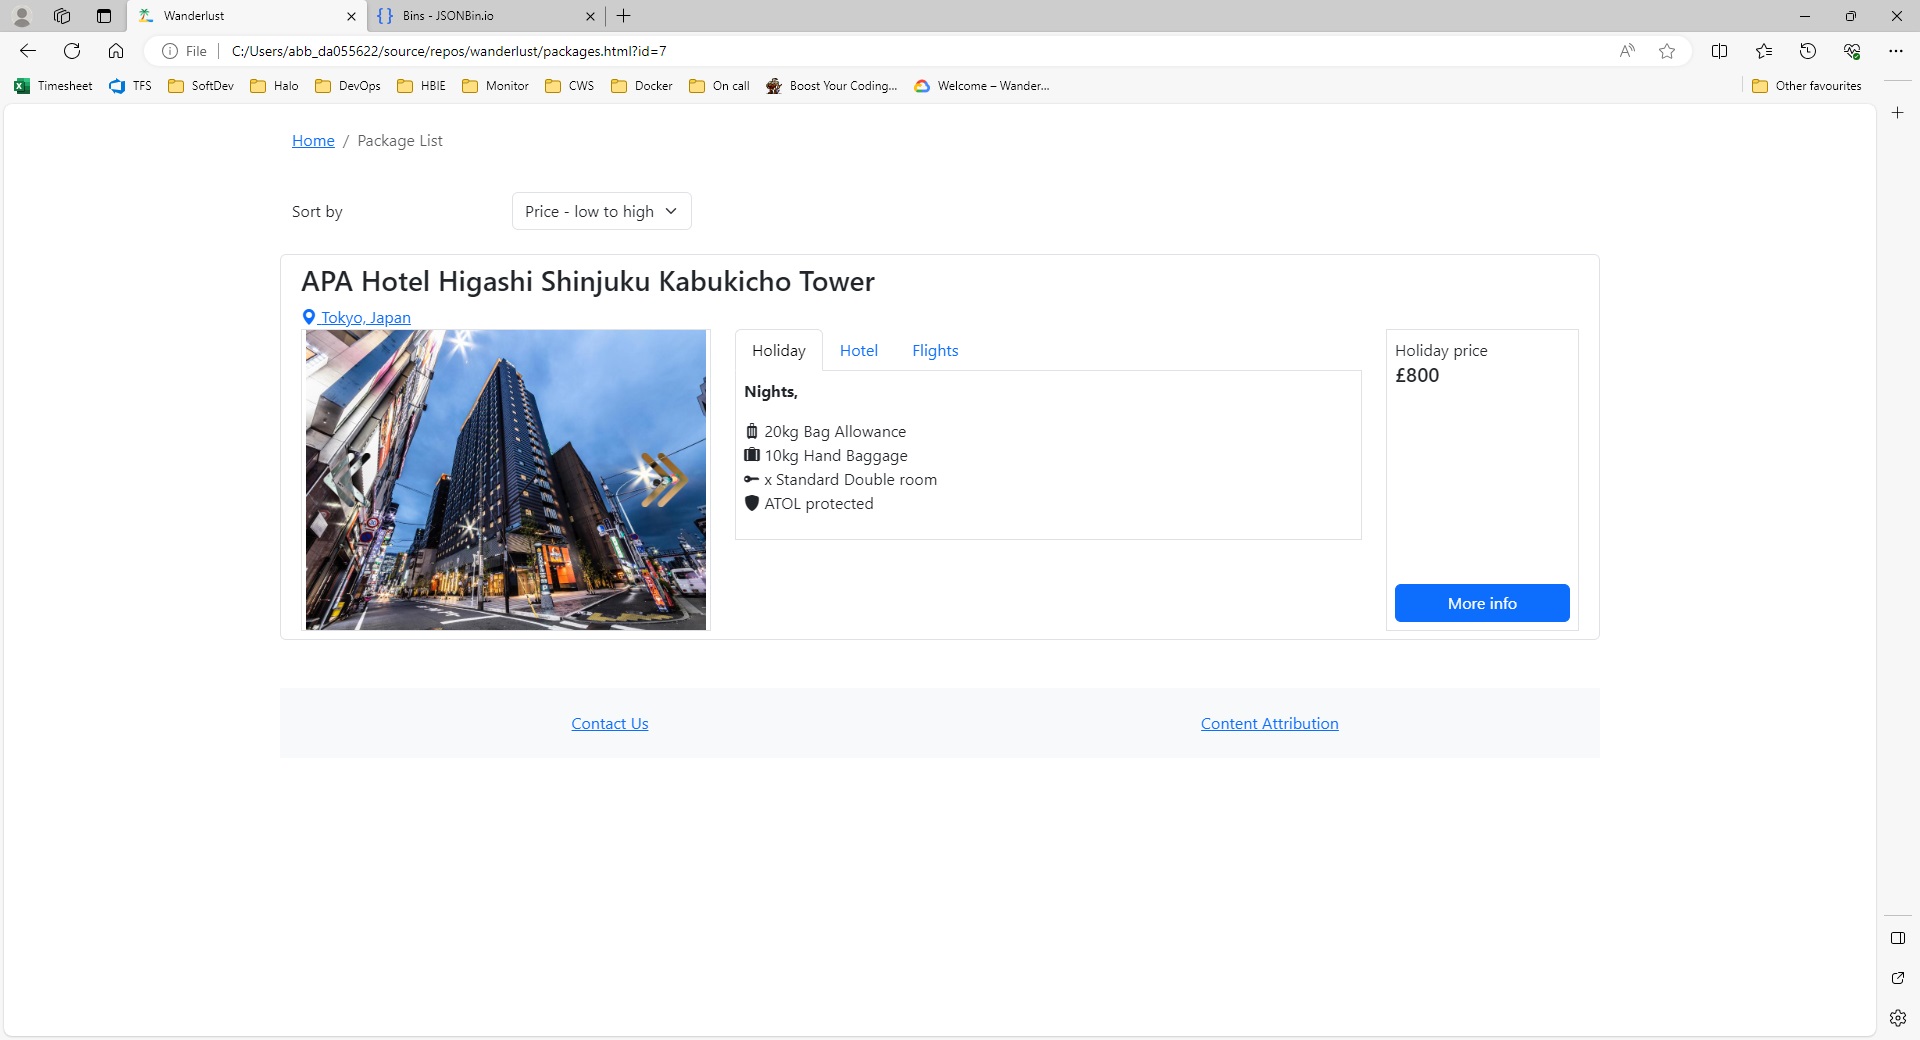 Wanderlust
Bins - JSONBin.io
File
C:/Users/abb_da055622/source/repos/wanderlust/packages.html?id=7
Timesheet
TFS
SoftDev
Halo
DevOps
HBIE
Monitor
CWS
Docker
On call
Boost Your Coding...
Welcome – Wander...
Other favourites
Home / Package List
Sort by
Price - low to high
APA Hotel Higashi Shinjuku Kabukicho Tower
Tokyo, Japan
Holiday
Hotel
Flights
Nights,
20kg Bag Allowance
10kg Hand Baggage
x Standard Double room
ATOL protected
Holiday price
£800
More info
Contact Us
Content Attribution